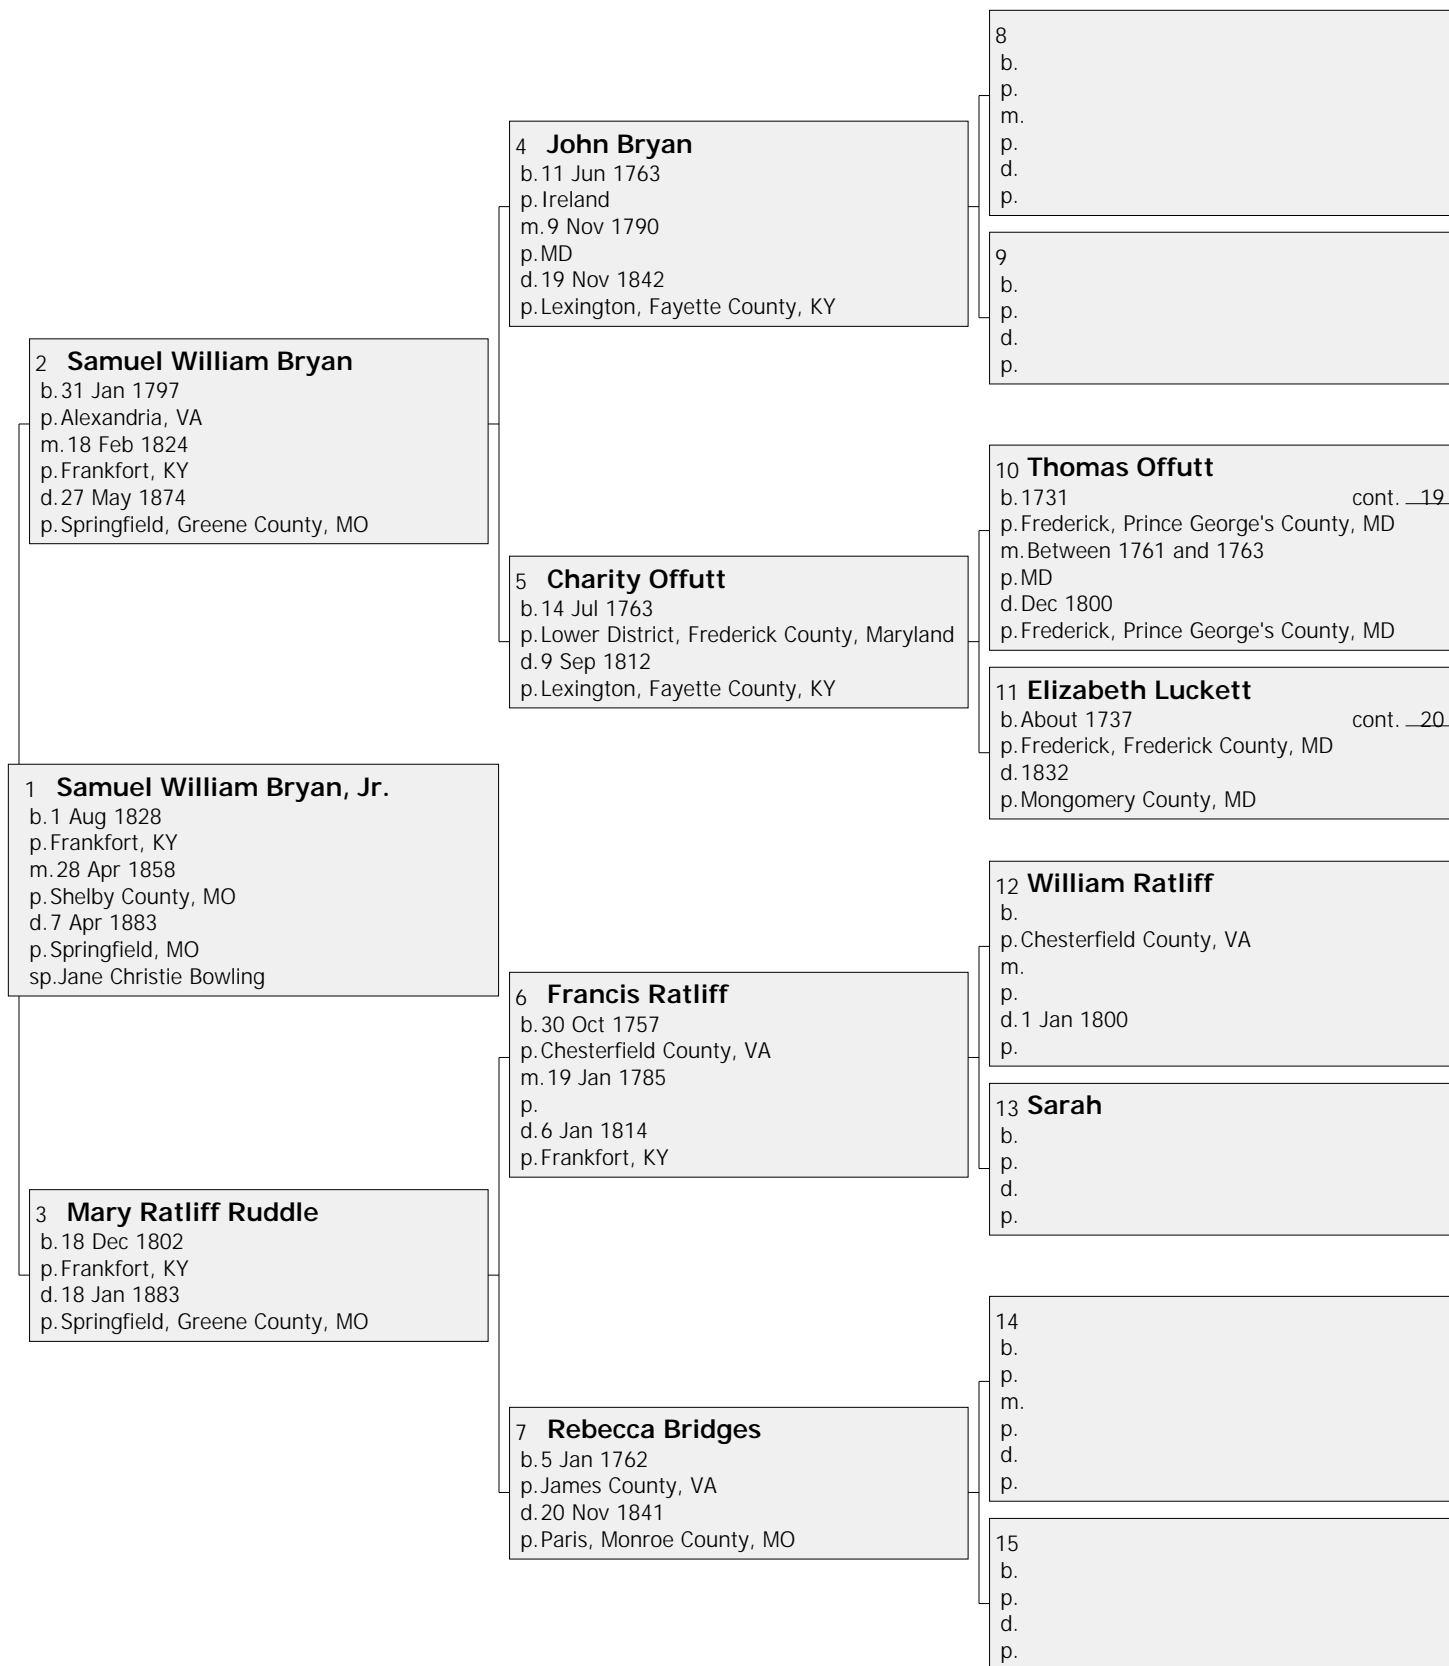 8
b.
p.
m.
p.
d.
p.
4 John Bryan
b. 11 Jun 1763
p. Ireland
m. 9 Nov 1790
p. MD
d. 19 Nov 1842
p. Lexington, Fayette County, KY
9
b.
p.
d.
p.
2 Samuel William Bryan
b. 31 Jan 1797
p. Alexandria, VA
m. 18 Feb 1824
p. Frankfort, KY
d. 27 May 1874
p. Springfield, Greene County, MO
10 Thomas Offutt
b. 1731 cont. 19
p. Frederick, Prince George's County, MD
m. Between 1761 and 1763
p. MD
d. Dec 1800
p. Frederick, Prince George's County, MD
5 Charity Offutt
b. 14 Jul 1763
p. Lower District, Frederick County, Maryland
d. 9 Sep 1812
p. Lexington, Fayette County, KY
11 Elizabeth Luckett
b. About 1737 cont. 20
p. Frederick, Frederick County, MD
d. 1832
p. Mongomery County, MD
1 Samuel William Bryan, Jr.
b. 1 Aug 1828
p. Frankfort, KY
m. 28 Apr 1858
p. Shelby County, MO
d. 7 Apr 1883
p. Springfield, MO
sp. Jane Christie Bowling
12 William Ratliff
b.
p. Chesterfield County, VA
m.
p.
d. 1 Jan 1800
p.
6 Francis Ratliff
b. 30 Oct 1757
p. Chesterfield County, VA
m. 19 Jan 1785
p.
d. 6 Jan 1814
p. Frankfort, KY
13 Sarah
b.
p.
d.
p.
3 Mary Ratliff Ruddle
b. 18 Dec 1802
p. Frankfort, KY
d. 18 Jan 1883
p. Springfield, Greene County, MO
14
b.
p.
m.
p.
d.
p.
7 Rebecca Bridges
b. 5 Jan 1762
p. James County, VA
d. 20 Nov 1841
p. Paris, Monroe County, MO
15
b.
p.
d.
p.